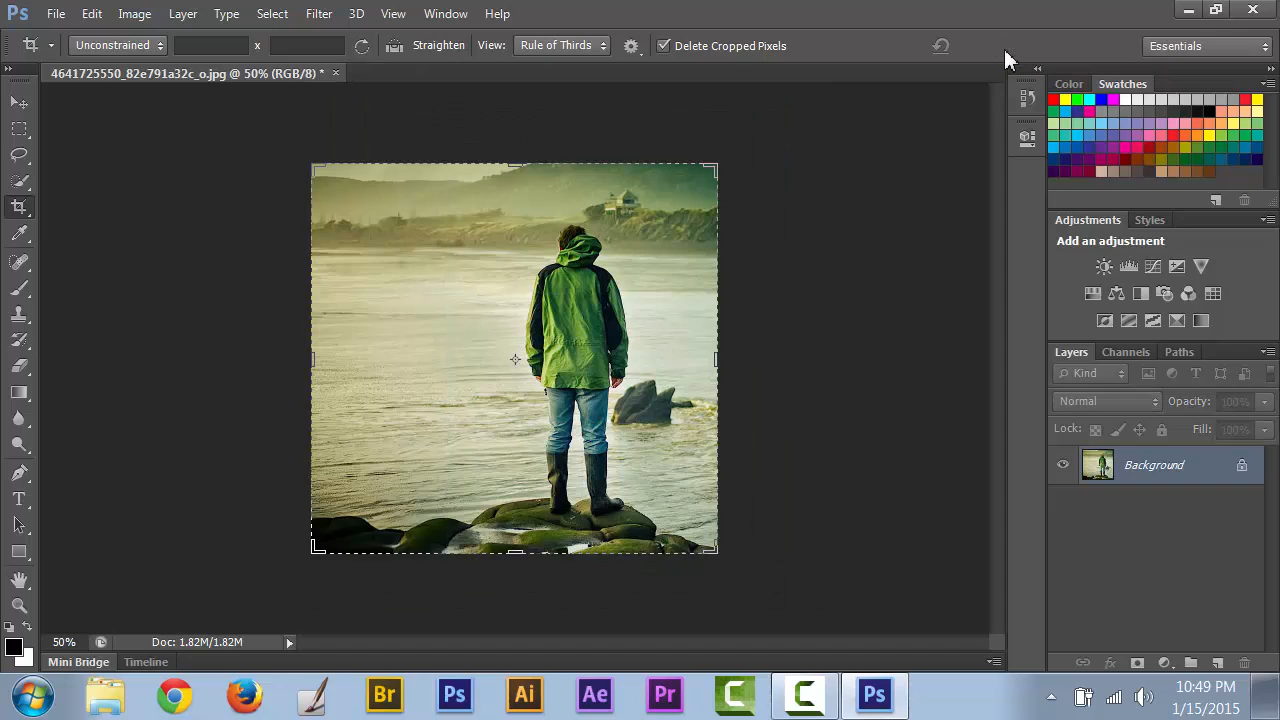 Ps File Edit Image Layer Type Select Filter 3D View Window Help
Unconstrained x Straighten View: Rule of Thirds Delete Cropped Pixels Essentials
4641725550_82e791a32c_o.jpg @ 50% (RGB/8) * ×
Color Swatches
Adjustments Styles
Add an adjustment
Layers Channels Paths
Kind
Normal Opacity: 100%
Lock: Fill: 100%
Background
50% Doc: 1.82M/1.82M
Mini Bridge Timeline
Br Ps Ai Ae Pr C C Ps
10:49 PM
1/15/2015